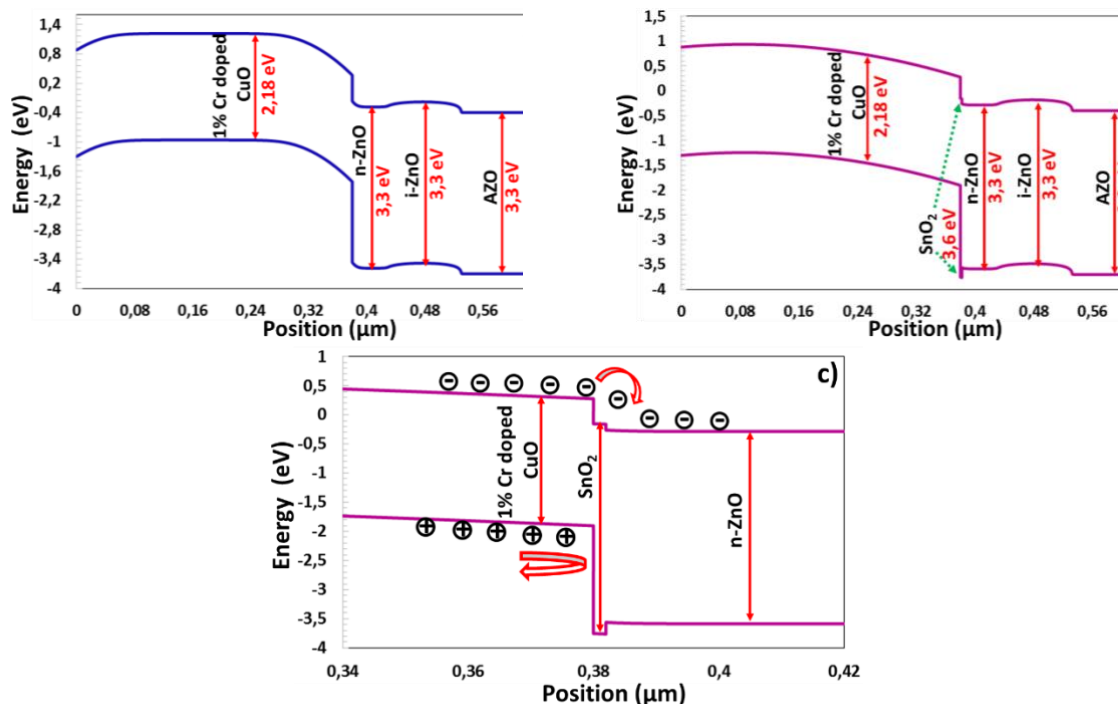 1,4
0,8
0,2
-0,4
-1
-1,6
-2,2
-2,8
-3,4
-4
Energy (eV)
1% Cr doped
CuO
2,18 eV
n-ZnO
3,3 eV
i-ZnO
3,3 eV
AZO
3,3 eV
0 0,08 0,16 0,24 0,32 0,4 0,48 0,56
Position (μm)
1,5
1
0,5
0
-0,5
-1
-1,5
-2
-2,5
-3
-3,5
-4
Energy (eV)
1% Cr doped
CuO
2,18 eV
SnO₂
3,6 eV
n-ZnO
3,3 eV
i-ZnO
3,3 eV
AZO
3,3 eV
0 0,08 0,16 0,24 0,32 0,4 0,48 0,56
Position (μm)
c)
1
0,5
0
-0,5
-1
-1,5
-2
-2,5
-3
-3,5
-4
Energy (eV)
1% Cr doped
CuO
SnO₂
n-ZnO
0,34 0,36 0,38 0,4 0,42
Position (μm)